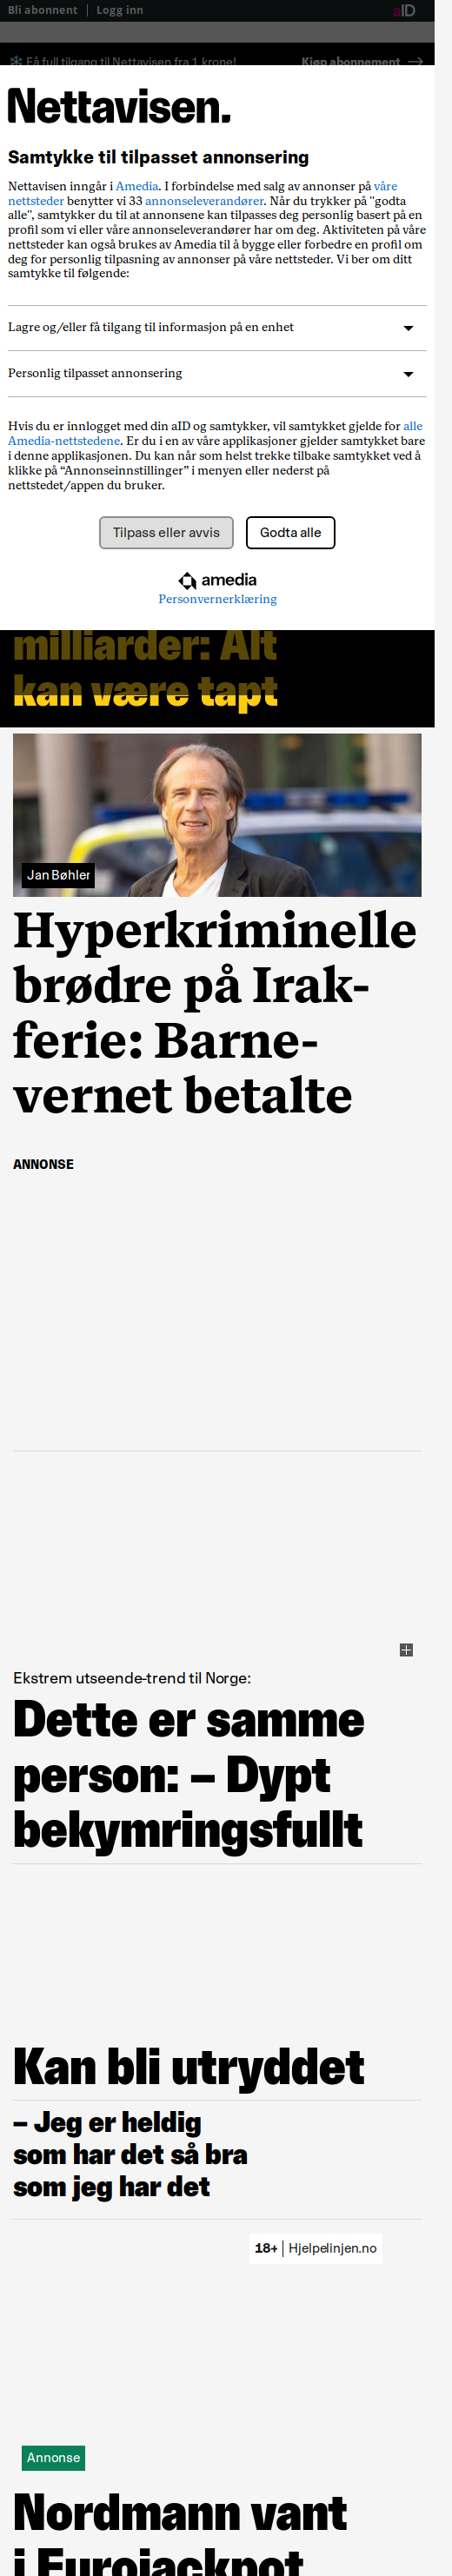 Bli abonnent | Logg inn
aID
Få full tilgang til Nettavisen fra 1 krone!
Kjøp abonnement →
Nettavisen.
Samtykke til tilpasset annonsering
Nettavisen inngår i Amedia. I forbindelse med salg av annonser på våre
nettsteder benytter vi 33 annonseleverandører. Når du trykker på "godta
alle", samtykker du til at annonsene kan tilpasses deg personlig basert på en
profil som vi eller våre annonseleverandører har om deg. Aktiviteten på våre
nettsteder kan også brukes av Amedia til å bygge eller forbedre en profil om
deg for personlig tilpasning av annonser på våre nettsteder. Vi ber om ditt
samtykke til følgende:
Lagre og/eller få tilgang til informasjon på en enhet
Personlig tilpasset annonsering
Hvis du er innlogget med din aID og samtykker, vil samtykket gjelde for alle
Amedia-nettstedene. Er du i en av våre applikasjoner gjelder samtykket bare
i denne applikasjonen. Du kan når som helst trekke tilbake samtykket ved å
klikke på “Annonseinnstillinger” i menyen eller nederst på
nettstedet/appen du bruker.
Tilpass eller avvis
Godta alle
amedia
Personvernerklæring
milliarder: Alt
kan være tapt
Jan Bøhler
Hyperkriminelle
brødre på Irak-
ferie: Barne-
vernet betalte
ANNONSE
Ekstrem utseende-trend til Norge:
Dette er samme
person: – Dypt
bekymringsfullt
Kan bli utryddet
– Jeg er heldig
som har det så bra
som jeg har det
18+ | Hjelpelinjen.no
Annonse
Nordmann vant
i Eurojackpot